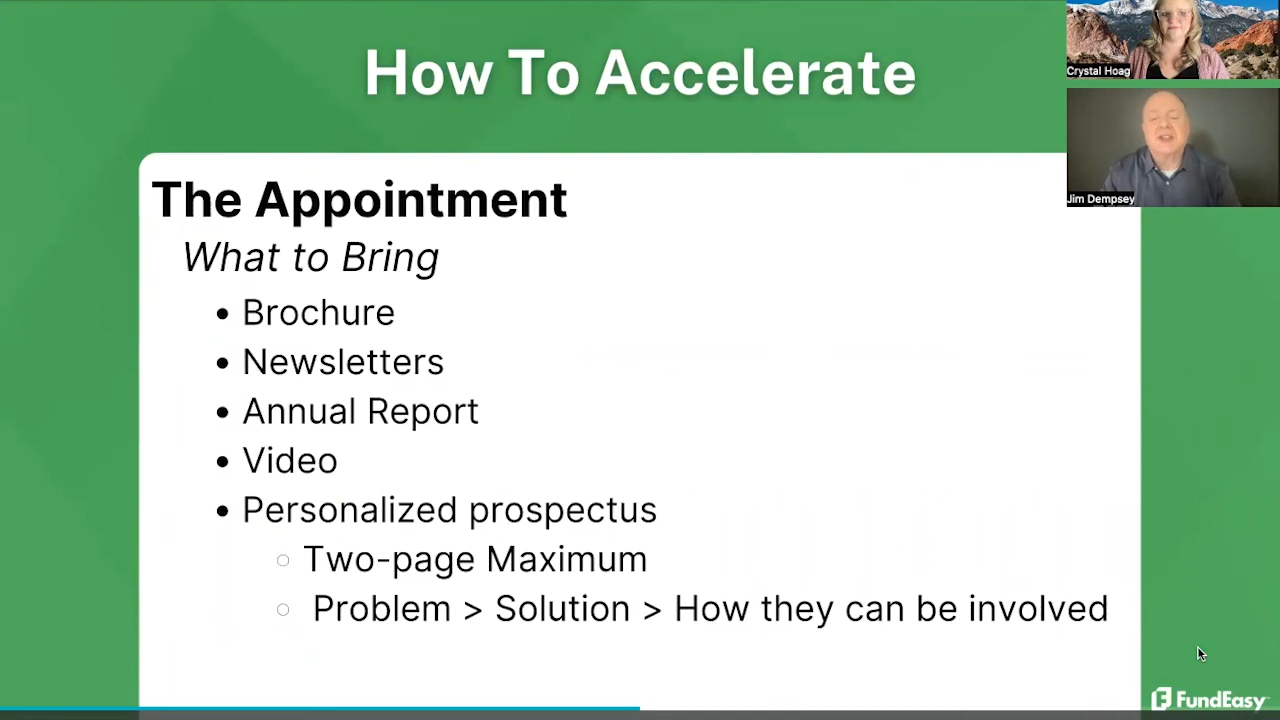 How To Accelerate
Crystal Hoag
Jim Dempsey
The Appointment
What to Bring
• Brochure
• Newsletters
• Annual Report
• Video
• Personalized prospectus
○ Two-page Maximum
○ Problem > Solution > How they can be involved
FundEasy